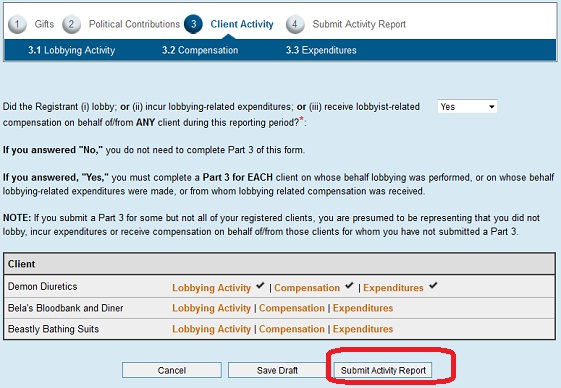 1 Gifts 2 Political Contributions 3 Client Activity 4 Submit Activity Report
3.1 Lobbying Activity 3.2 Compensation 3.3 Expenditures
Did the Registrant (i) lobby; or (ii) incur lobbying-related expenditures; or (iii) receive lobbyist-related Yes
compensation on behalf of/from ANY client during this reporting period?*:
If you answered "No," you do not need to complete Part 3 of this form.
If you answered, "Yes," you must complete a Part 3 for EACH client on whose behalf lobbying was performed, or on whose behalf
lobbying-related expenditures were made, or from whom lobbying related compensation was received.
NOTE: If you submit a Part 3 for some but not all of your registered clients, you are presumed to be representing that you did not
lobby, incur expenditures or receive compensation on behalf of/from those clients for whom you have not submitted a Part 3.
Client
Demon Diuretics Lobbying Activity ✔ | Compensation ✔ | Expenditures ✔
Bela's Bloodbank and Diner Lobbying Activity | Compensation | Expenditures
Beastly Bathing Suits Lobbying Activity | Compensation | Expenditures
Cancel Save Draft Submit Activity Report